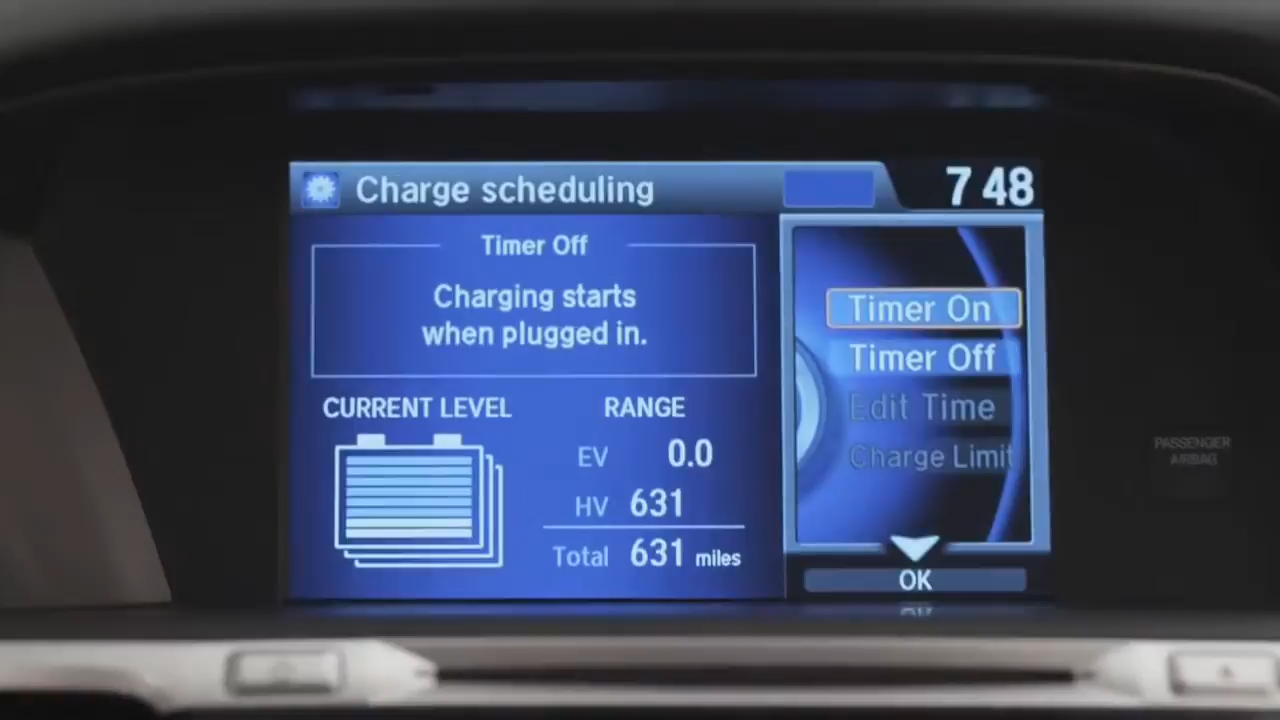 Charge scheduling
7 48
Timer Off
Charging starts
when plugged in.
CURRENT LEVEL
RANGE
EV 0.0
HV 631
Total 631 miles
Timer On
Timer Off
Edit Time
Charge Limit
OK
PASSENGER
AIRBAG